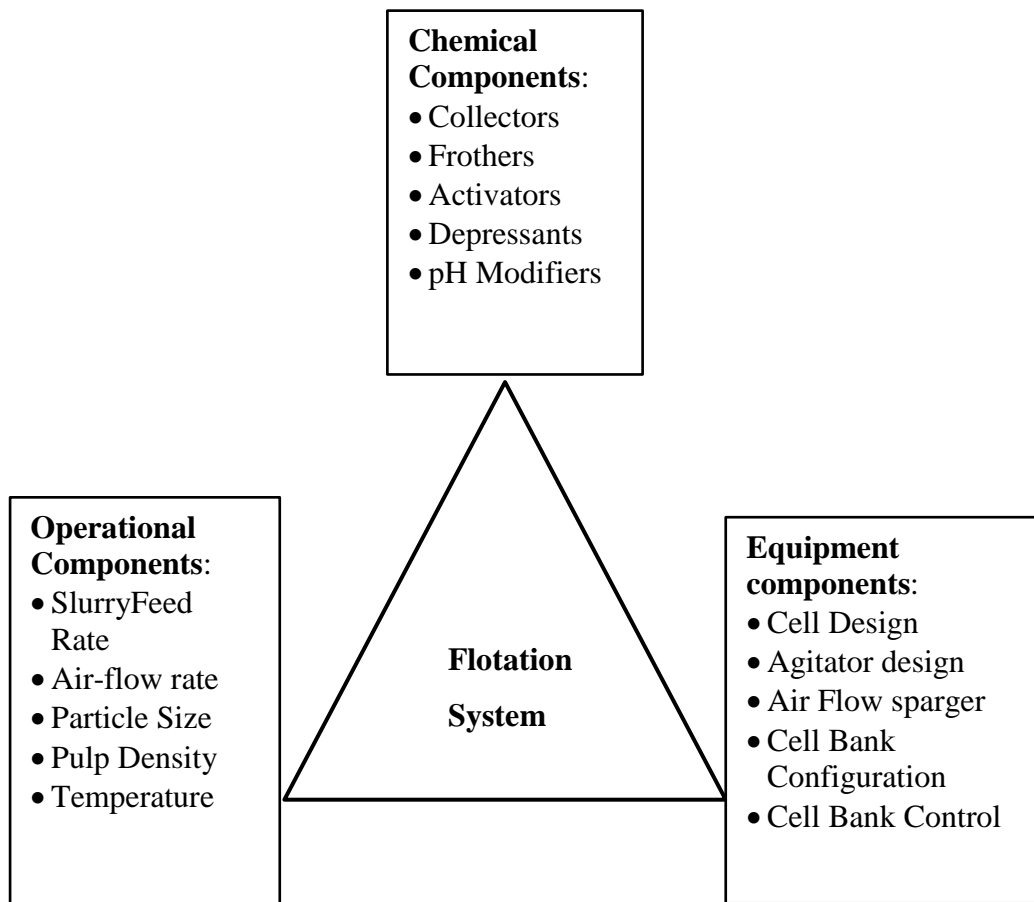 Chemical
Components:
• Collectors
• Frothers
• Activators
• Depressants
• pH Modifiers
Operational
Components:
• SlurryFeed
Rate
• Air-flow rate
• Particle Size
• Pulp Density
• Temperature
Flotation
System
Equipment
components:
• Cell Design
• Agitator design
• Air Flow sparger
• Cell Bank
Configuration
• Cell Bank Control